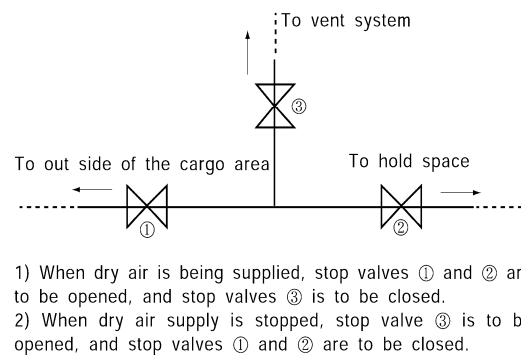 To vent system
③
To out side of the cargo area
To hold space
①
②
1) When dry air is being supplied, stop valves ① and ② ar
to be opened, and stop valves ③ is to be closed.
2) When dry air supply is stopped, stop valve ③ is to b
opened, and stop valves ① and ② are to be closed.